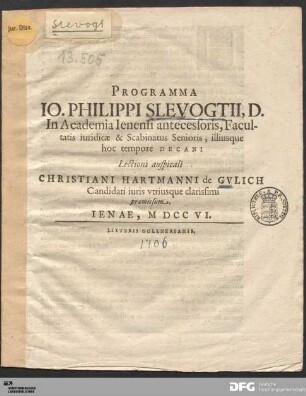 jur. Diss.
Slevogt
13.505
PROGRAMMA
IO. PHILIPPI SLEVOGTII, D.
In Academia Ienensi antecessoris, Facul-
tatis iuridicæ & Scabinatus Senioris, illiusque
hoc tempore DECANI
Lectioni auspicali
CHRISTIANI HARTMANNI de GVLICH
Candidati iuris vtriusque clarissimi
præmissum.
IENAE, M DCC VI.
LITTERIS GOLLNERIANIS.
1706
DFG